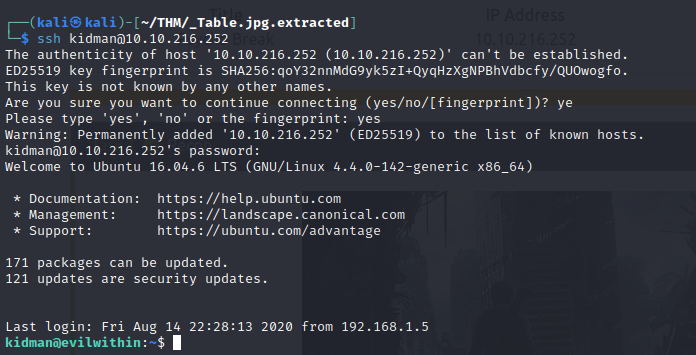 Title IP Address
┌──(kali㉿kali)-[~/THM/_Table.jpg.extracted]
└─$ ssh kidman@10.10.216.252
The authenticity of host '10.10.216.252 (10.10.216.252)' can't be established.
ED25519 key fingerprint is SHA256:qoY32nnMdG9yk5zI+QyqHzXgNPBhVdbcfy/QUOwogfo.
This key is not known by any other names.
Are you sure you want to continue connecting (yes/no/[fingerprint])? ye
Please type 'yes', 'no' or the fingerprint: yes
Warning: Permanently added '10.10.216.252' (ED25519) to the list of known hosts.
kidman@10.10.216.252's password:
Welcome to Ubuntu 16.04.6 LTS (GNU/Linux 4.4.0-142-generic x86_64)

 * Documentation:  https://help.ubuntu.com
 * Management:     https://landscape.canonical.com
 * Support:        https://ubuntu.com/advantage

171 packages can be updated.
121 updates are security updates.


Last login: Fri Aug 14 22:28:13 2020 from 192.168.1.5
kidman@evilwithin:~$